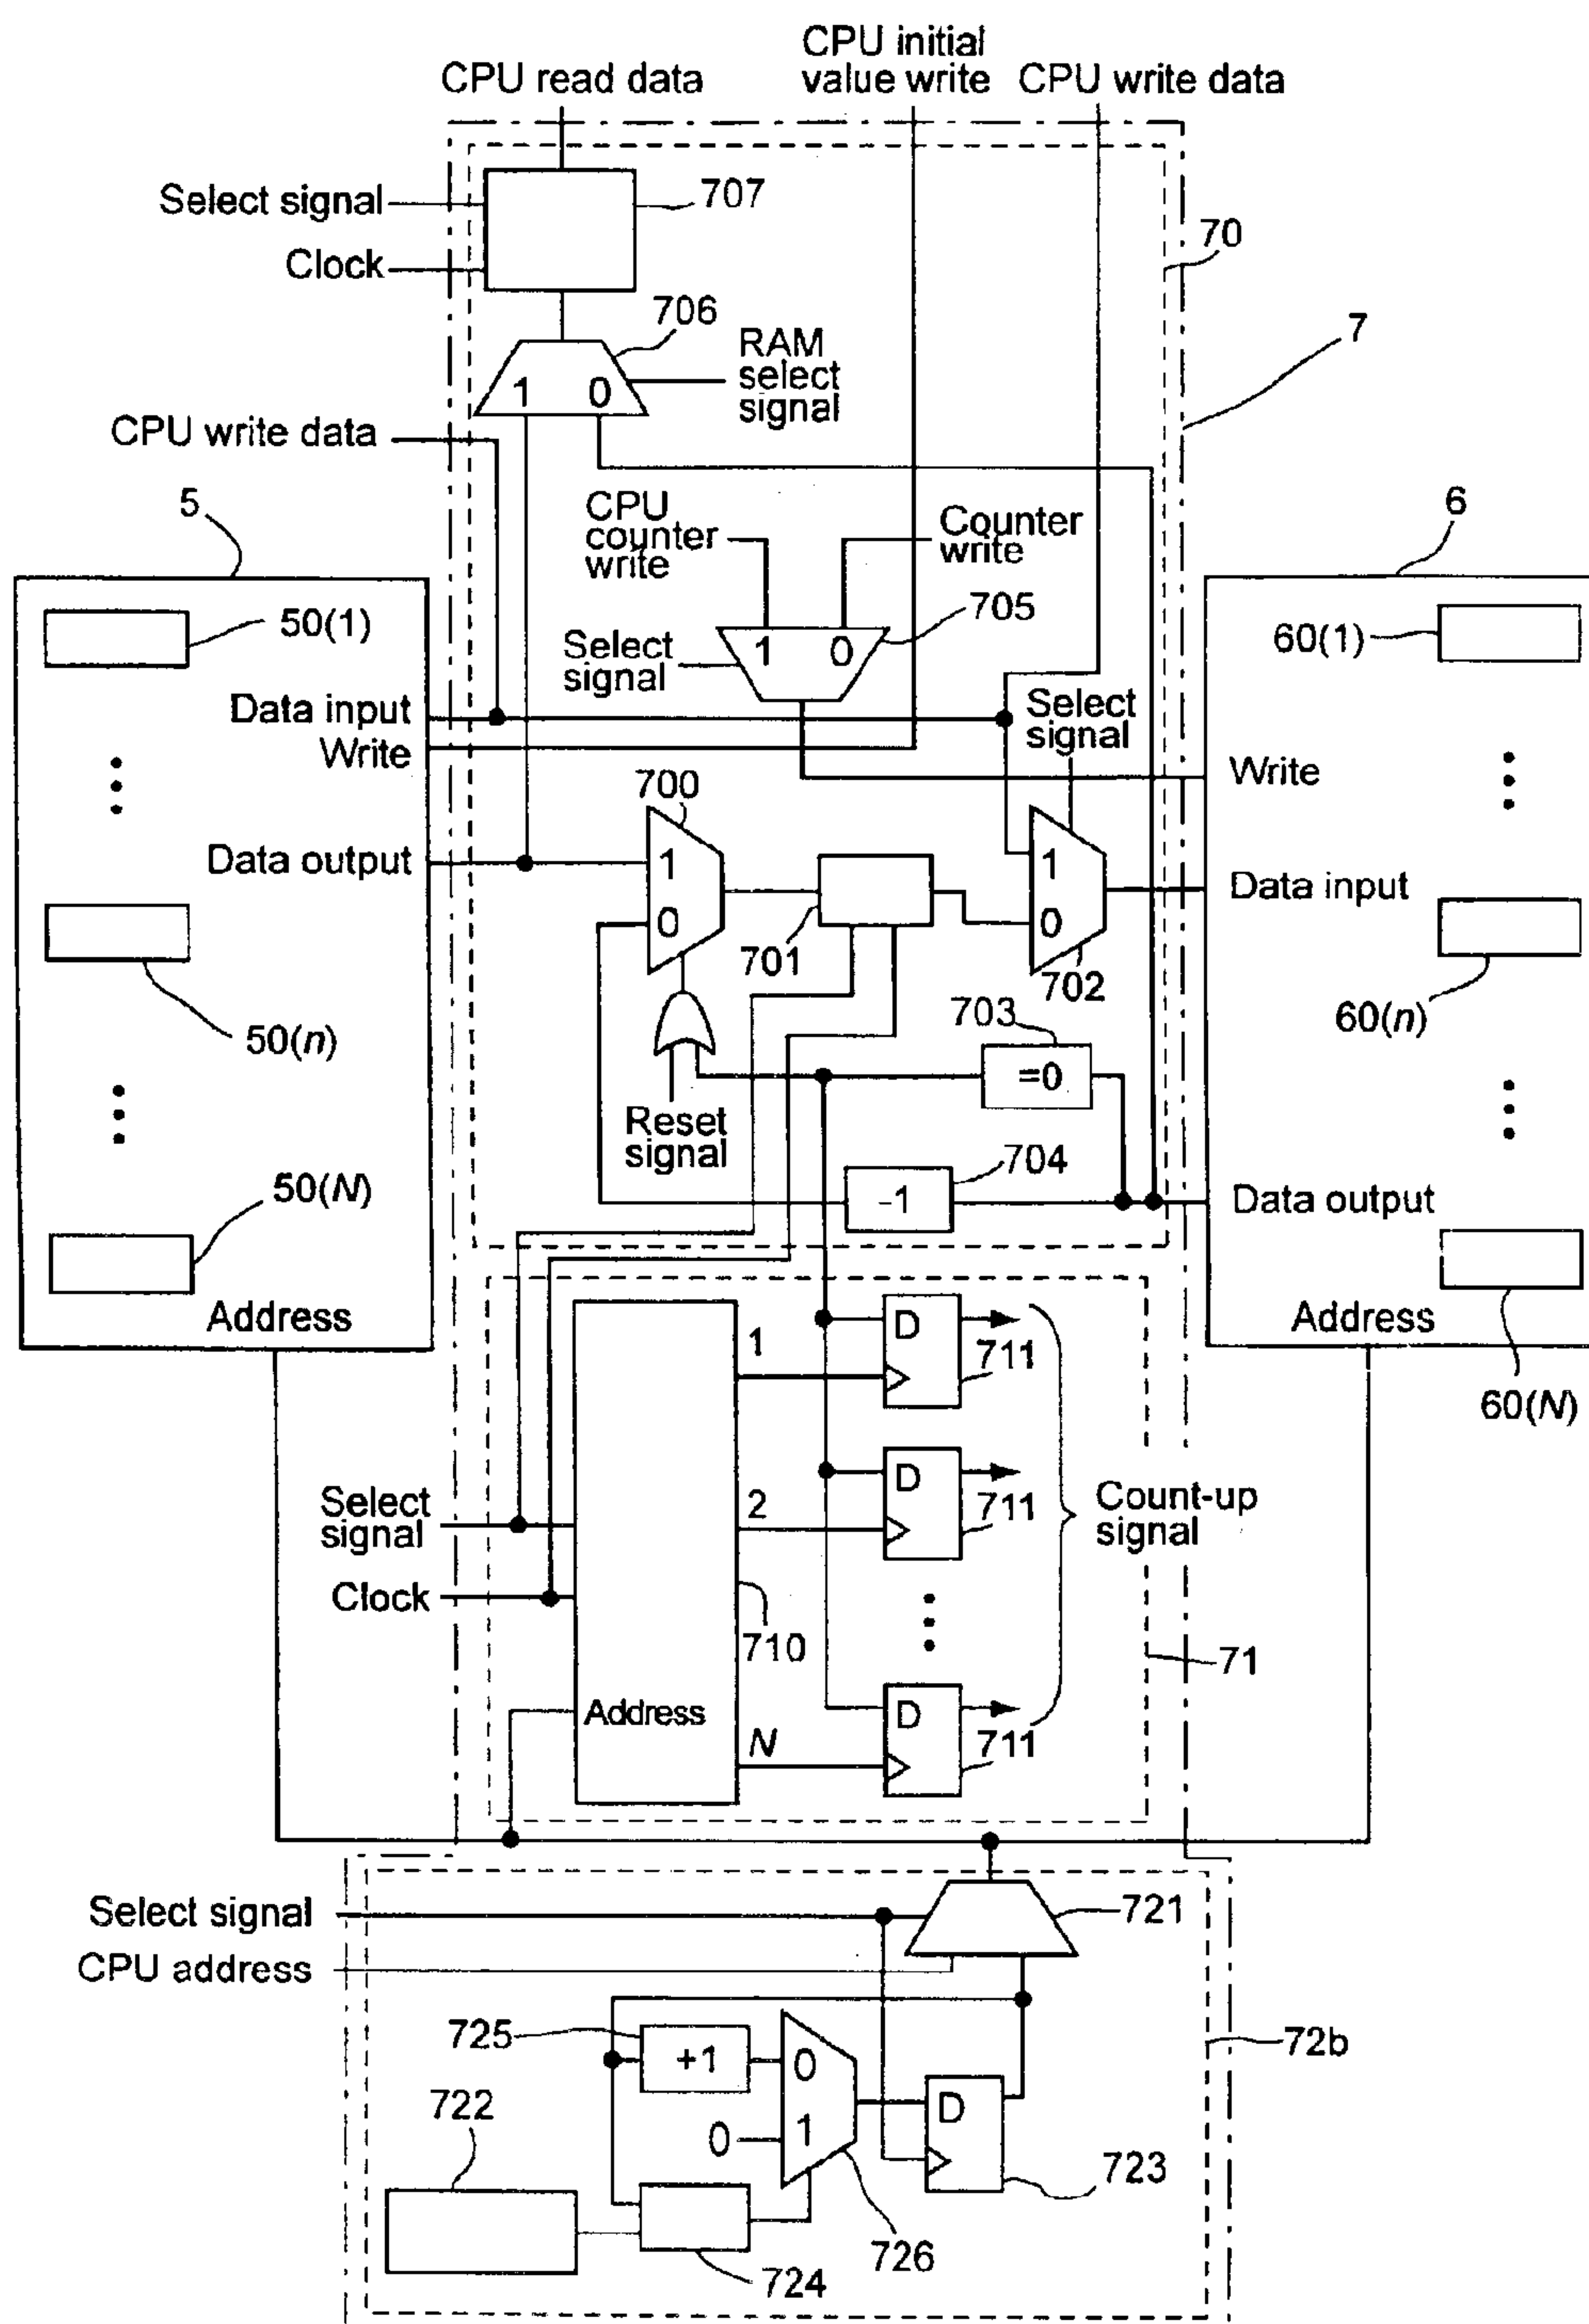 CPU initial
value write
CPU read data
CPU write data
Select signal
707
70
Clock
706
RAM
select
signal
7
1 0
CPU write data
5
CPU
counter
write
Counter
write
6
50(1)
705
60(1)
Select
signal
1 0
Data input
Select
signal
Write
700
Write
Data output
1
1
Data input
0
0
701
702
50(n)
703
60(n)
=0
Reset
signal
704
50(N)
-1
Data output
Address
Address
1
D
711
60(N)
Select
signal
2
D
711
Count-up
signal
Clock
710
71
Address
D
N
711
Select signal
721
CPU address
725
+1
0
72b
722
D
0
1
723
726
724